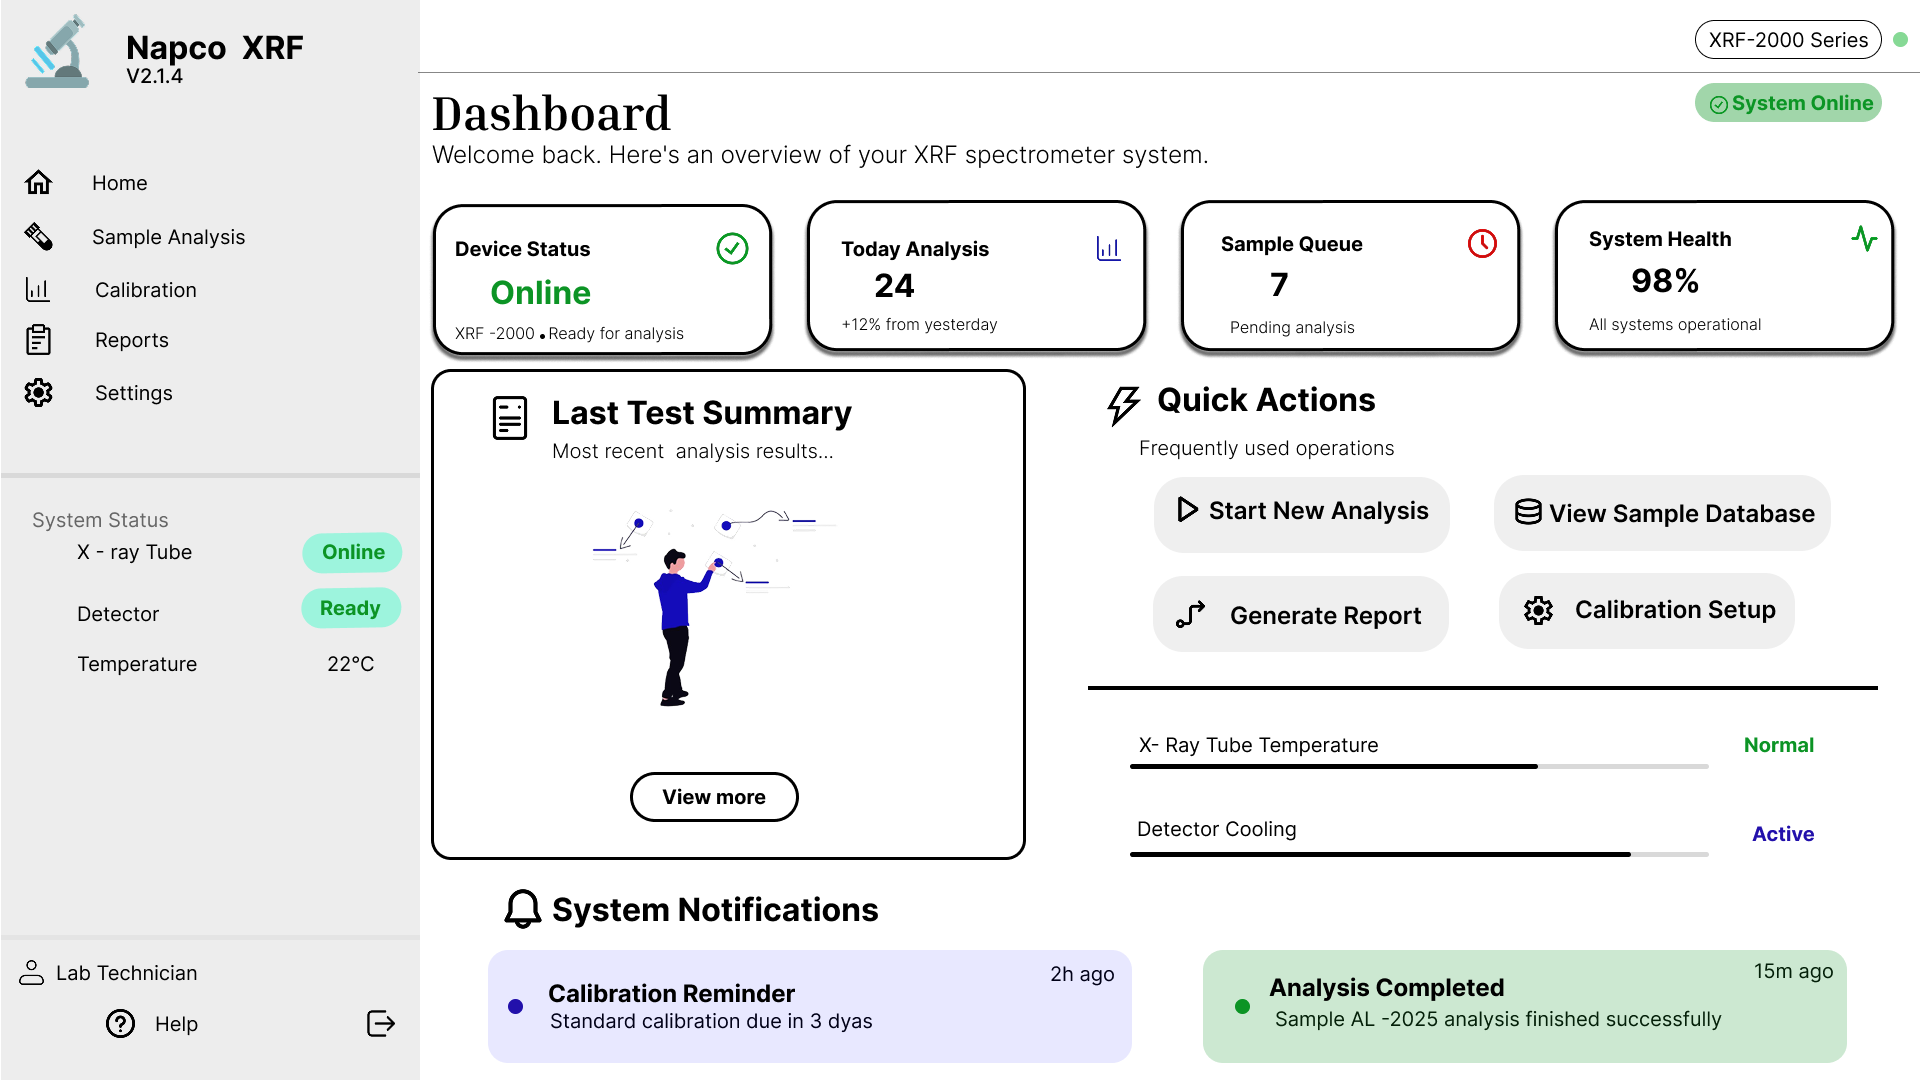 Napco XRF
V2.1.4
Home
Sample Analysis
Calibration
Reports
Settings
System Status
X - ray Tube
Online
Detector
Ready
Temperature
22°C
Lab Technician
Help
XRF-2000 Series
System Online
Dashboard
Welcome back. Here's an overview of your XRF spectrometer system.
Device Status
Online
XRF -2000 • Ready for analysis
Today Analysis
24
+12% from yesterday
Sample Queue
7
Pending analysis
System Health
98%
All systems operational
Last Test Summary
Most recent  analysis results...
View more
Quick Actions
Frequently used operations
Start New Analysis
View Sample Database
Generate Report
Calibration Setup
X- Ray Tube Temperature
Normal
Detector Cooling
Active
System Notifications
2h ago
Calibration Reminder
Standard calibration due in 3 dyas
15m ago
Analysis Completed
Sample AL -2025 analysis finished successfully